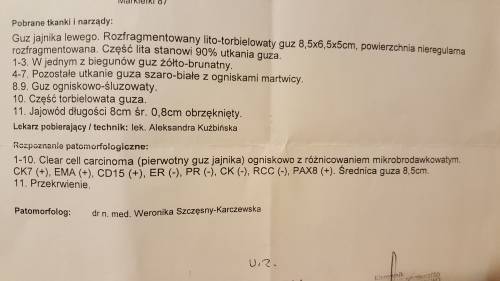 Markiefki 87
Pobrane tkanki i narządy:
Guz jajnika lewego. Rozfragmentowany lito-torbielowaty guz 8,5x6,5x5cm, powierzchnia nieregularna
rozfragmentowana. Część lita stanowi 90% utkania guza.
1-3. W jednym z biegunów guz żółto-brunatny.
4-7. Pozostałe utkanie guza szaro-białe z ogniskami martwicy.
8.9. Guz ogniskowo-śluzowaty.
10. Część torbielowata guza.
11. Jajowód długości 8cm śr. 0,8cm obrzęknięty.
Lekarz pobierający / technik: lek. Aleksandra Kuźbińska
Rozpoznanie patomorfologiczne:
1-10. Clear cell carcinoma (pierwotny guz jajnika) ogniskowo z różnicowaniem mikrobrodawkowatym.
CK7 (+), EMA (+), CD15 (+), ER (-), PR (-), CK (-), RCC (-), PAX8 (+). Średnica guza 8,5cm.
11. Przekrwienie.
Patomorfolog: dr n. med. Weronika Szczęsny-Karczewska